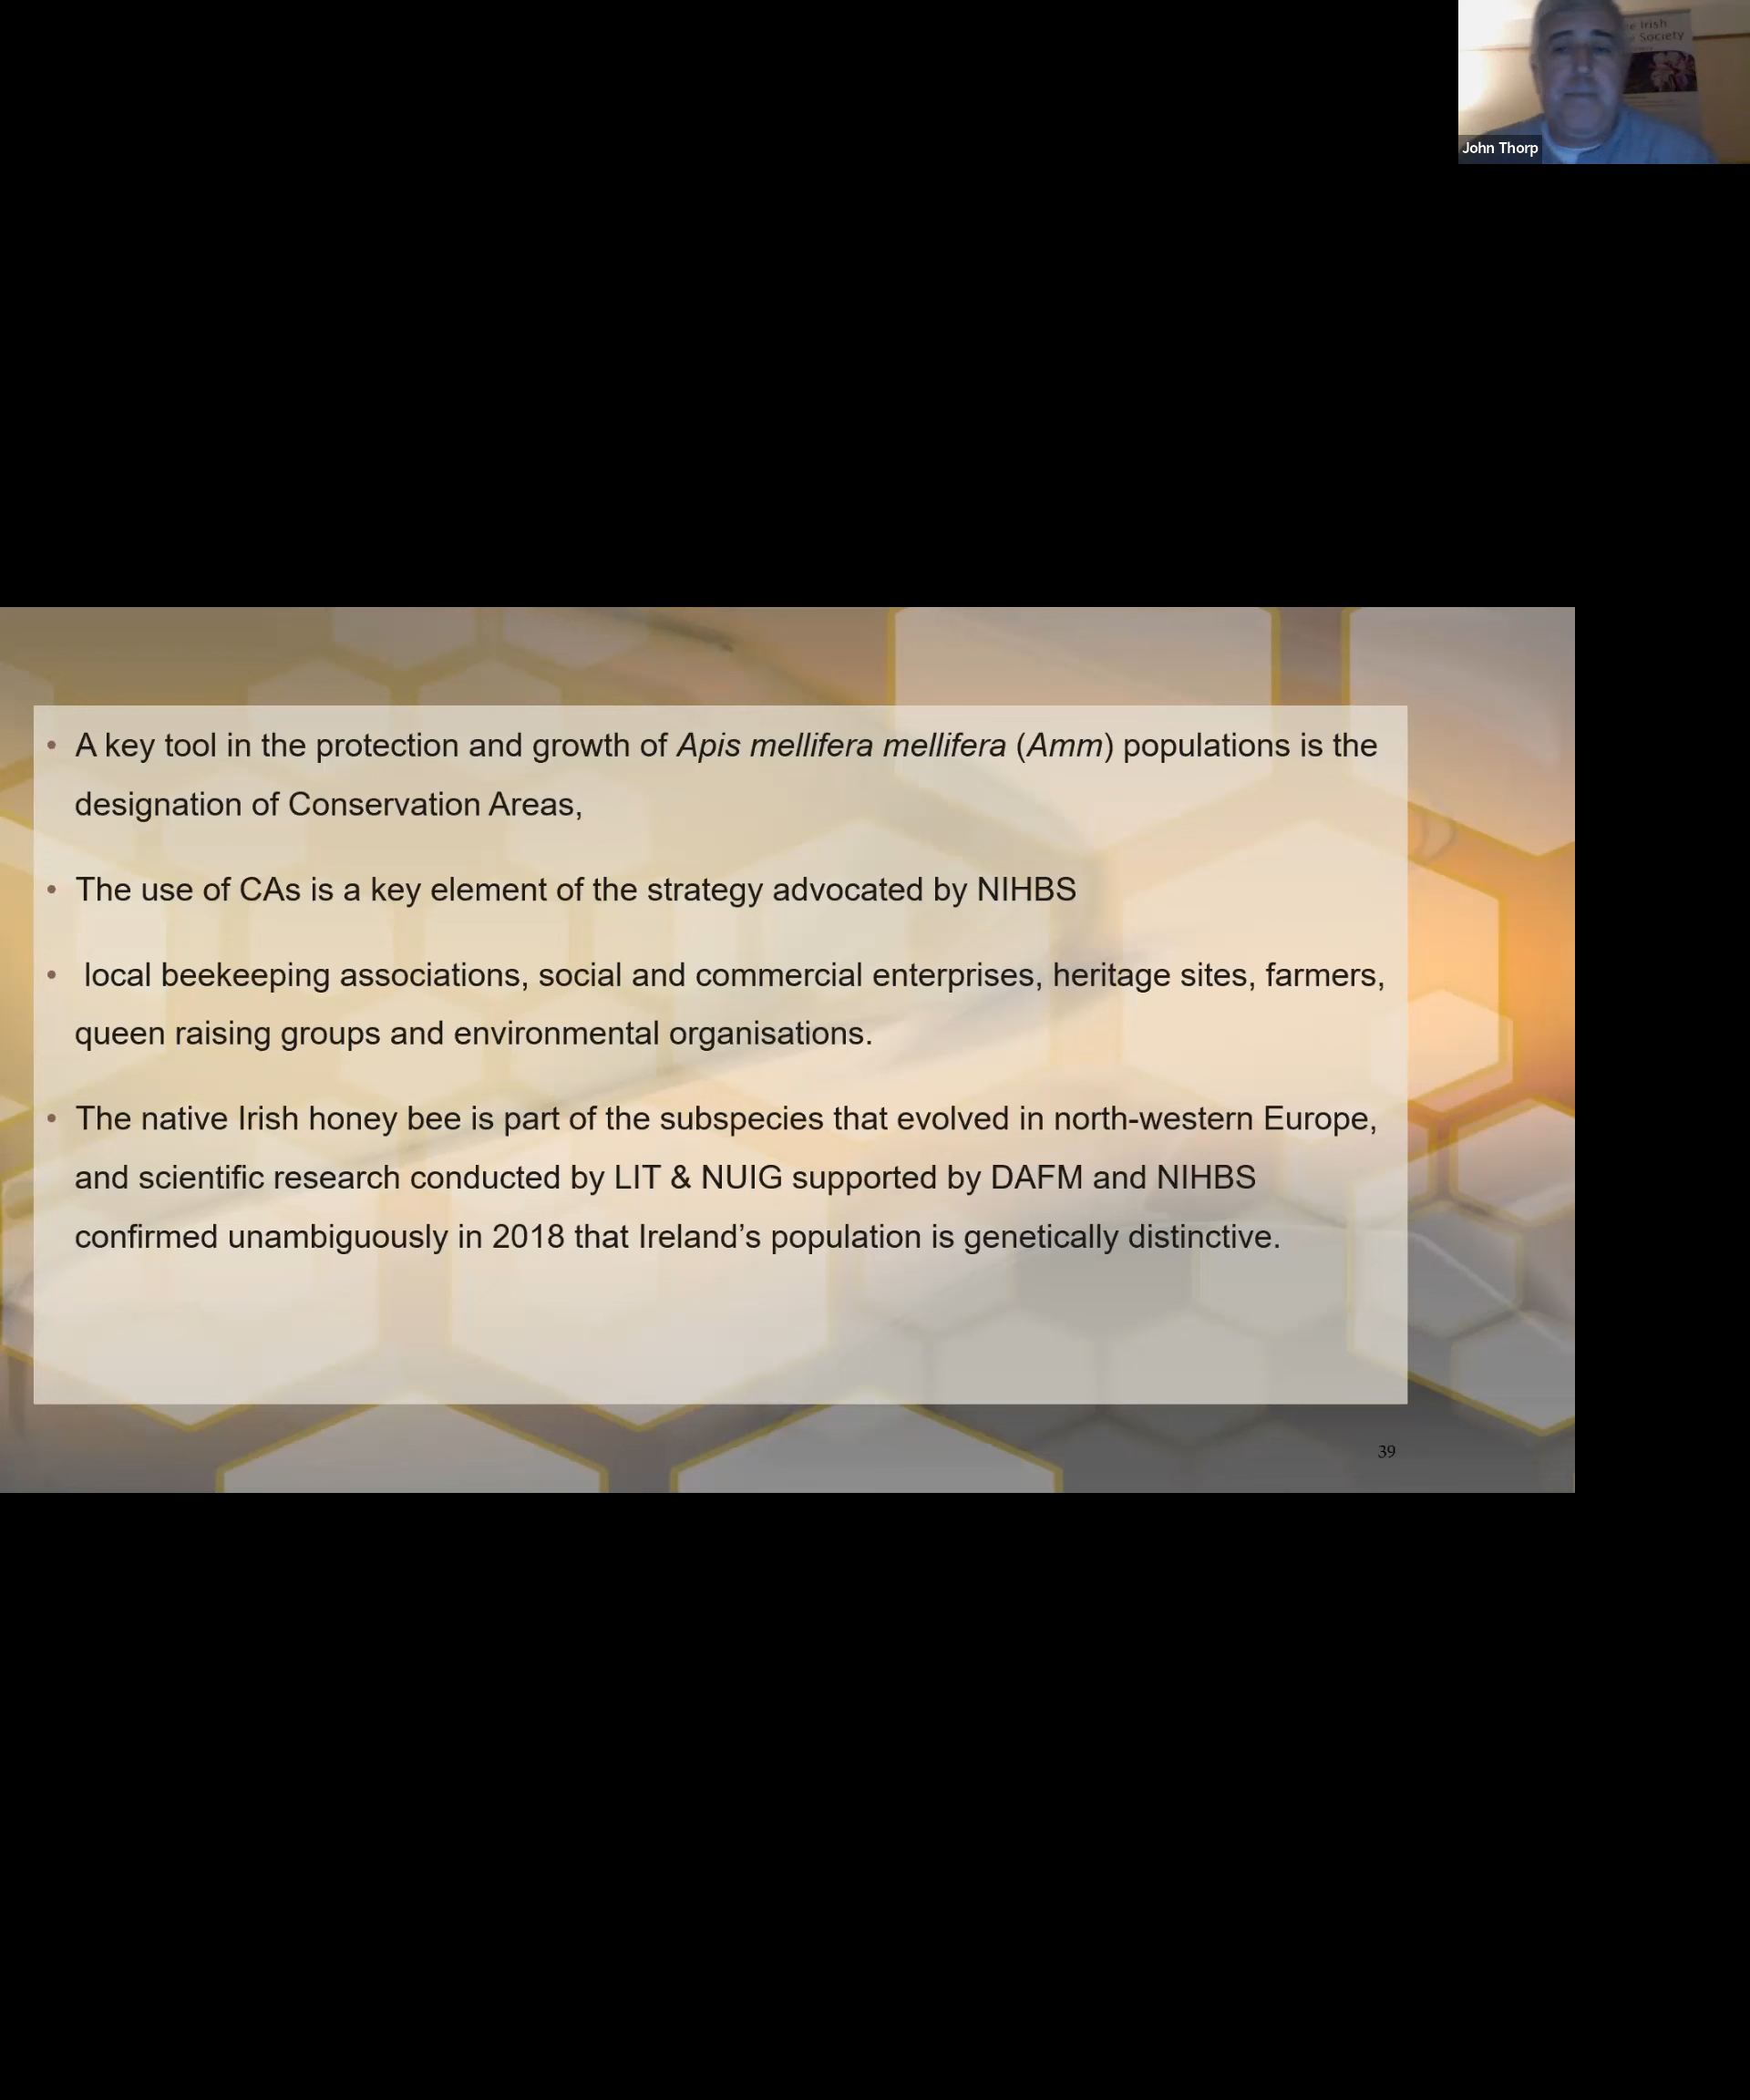 e Irish
Society
John Thorp
• A key tool in the protection and growth of Apis mellifera mellifera (Amm) populations is the
designation of Conservation Areas,
• The use of CAs is a key element of the strategy advocated by NIHBS
• local beekeeping associations, social and commercial enterprises, heritage sites, farmers,
queen raising groups and environmental organisations.
• The native Irish honey bee is part of the subspecies that evolved in north-western Europe,
and scientific research conducted by LIT & NUIG supported by DAFM and NIHBS
confirmed unambiguously in 2018 that Ireland’s population is genetically distinctive.
39